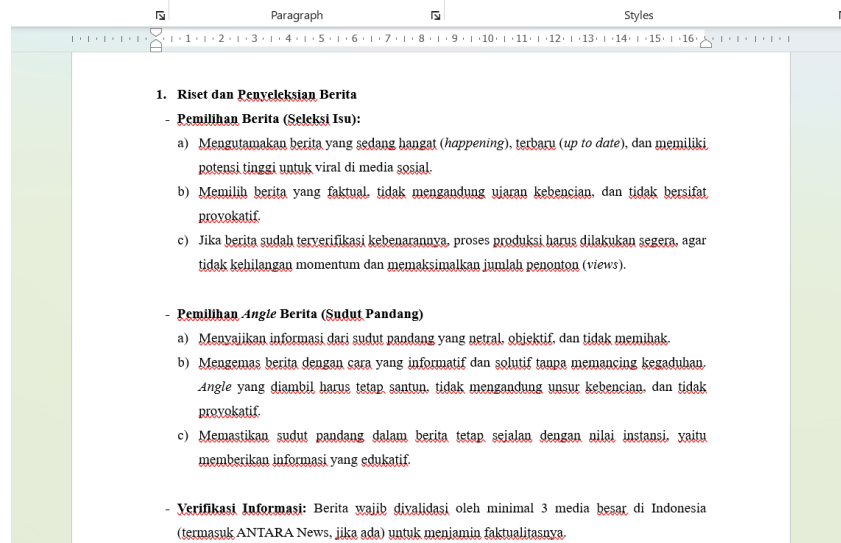 Paragraph
Styles
1 2 3 4 5 6 7 8 9 10 11 12 13 14 15 16
1. Riset dan Penyeleksian Berita
- Pemilihan Berita (Seleksi Isu):
a) Mengutamakan berita yang sedang hangat (happening), terbaru (up to date), dan memiliki
potensi tinggi untuk viral di media sosial.
b) Memilih berita yang faktual, tidak mengandung ujaran kebencian, dan tidak bersifat
provokatif.
c) Jika berita sudah terverifikasi kebenarannya, proses produksi harus dilakukan segera, agar
tidak kehilangan momentum dan memaksimalkan jumlah penonton (views).
- Pemilihan Angle Berita (Sudut Pandang)
a) Menyajikan informasi dari sudut pandang yang netral, objektif, dan tidak memihak.
b) Mengemas berita dengan cara yang informatif dan solutif tanpa memancing kegaduhan.
Angle yang diambil harus tetap santun, tidak mengandung unsur kebencian, dan tidak
provokatif.
c) Memastikan sudut pandang dalam berita tetap sejalan dengan nilai instansi, yaitu
memberikan informasi yang edukatif.
- Verifikasi Informasi: Berita wajib divalidasi oleh minimal 3 media besar di Indonesia
(termasuk ANTARA News, jika ada) untuk menjamin faktualitasnya.